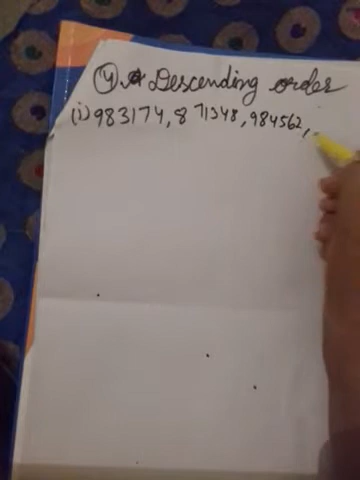 (4) Descending order
(i) 983174, 871348, 984562,